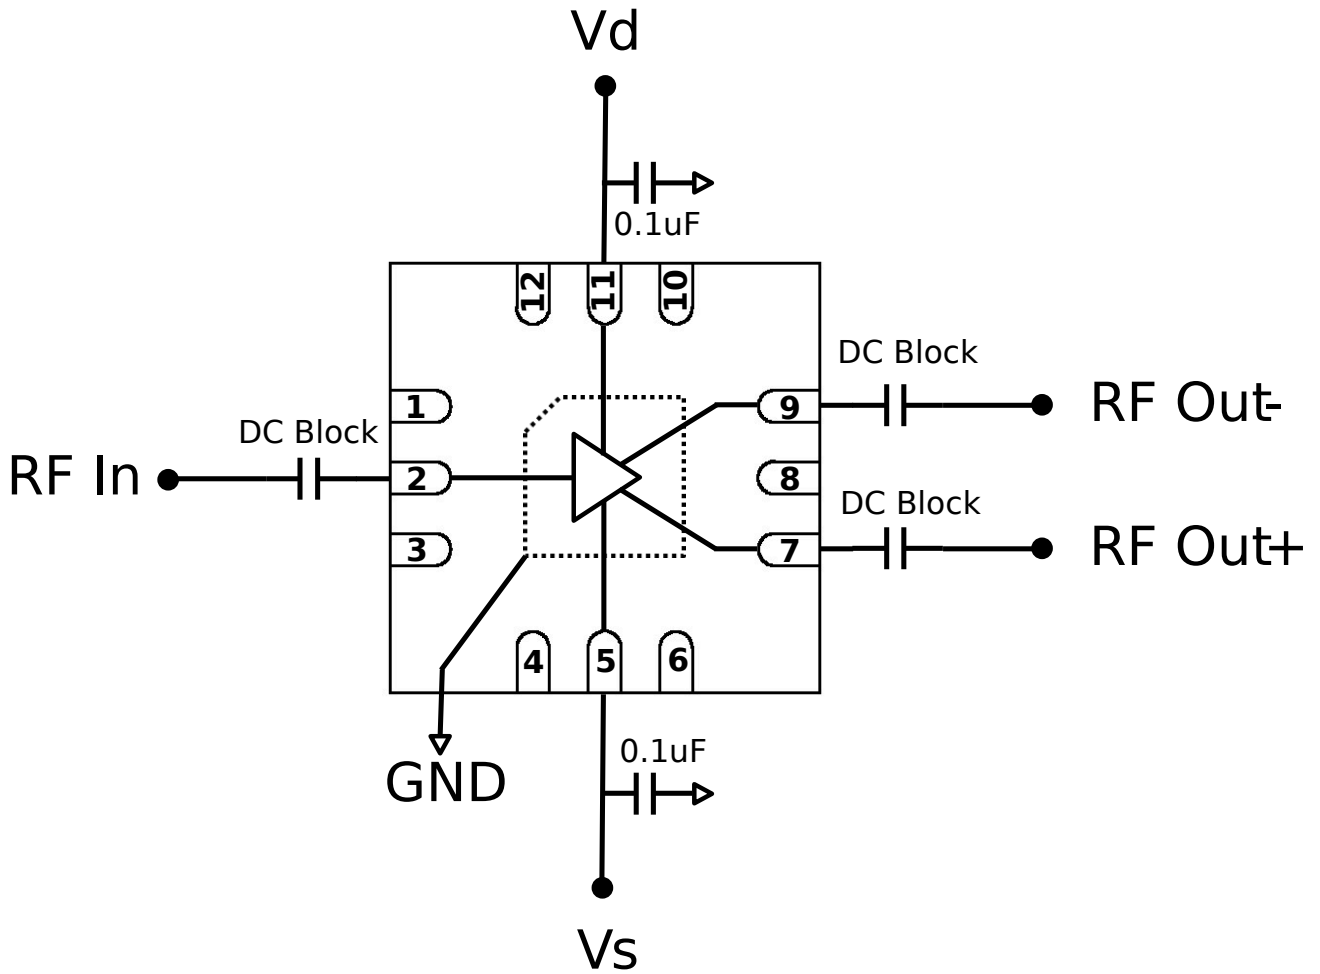 Vd
0.1uF
12
11
10
DC Block
1
9
RF Out-
DC Block
RF In
2
8
DC Block
3
7
RF Out+
4
5
6
0.1uF
GND
Vs